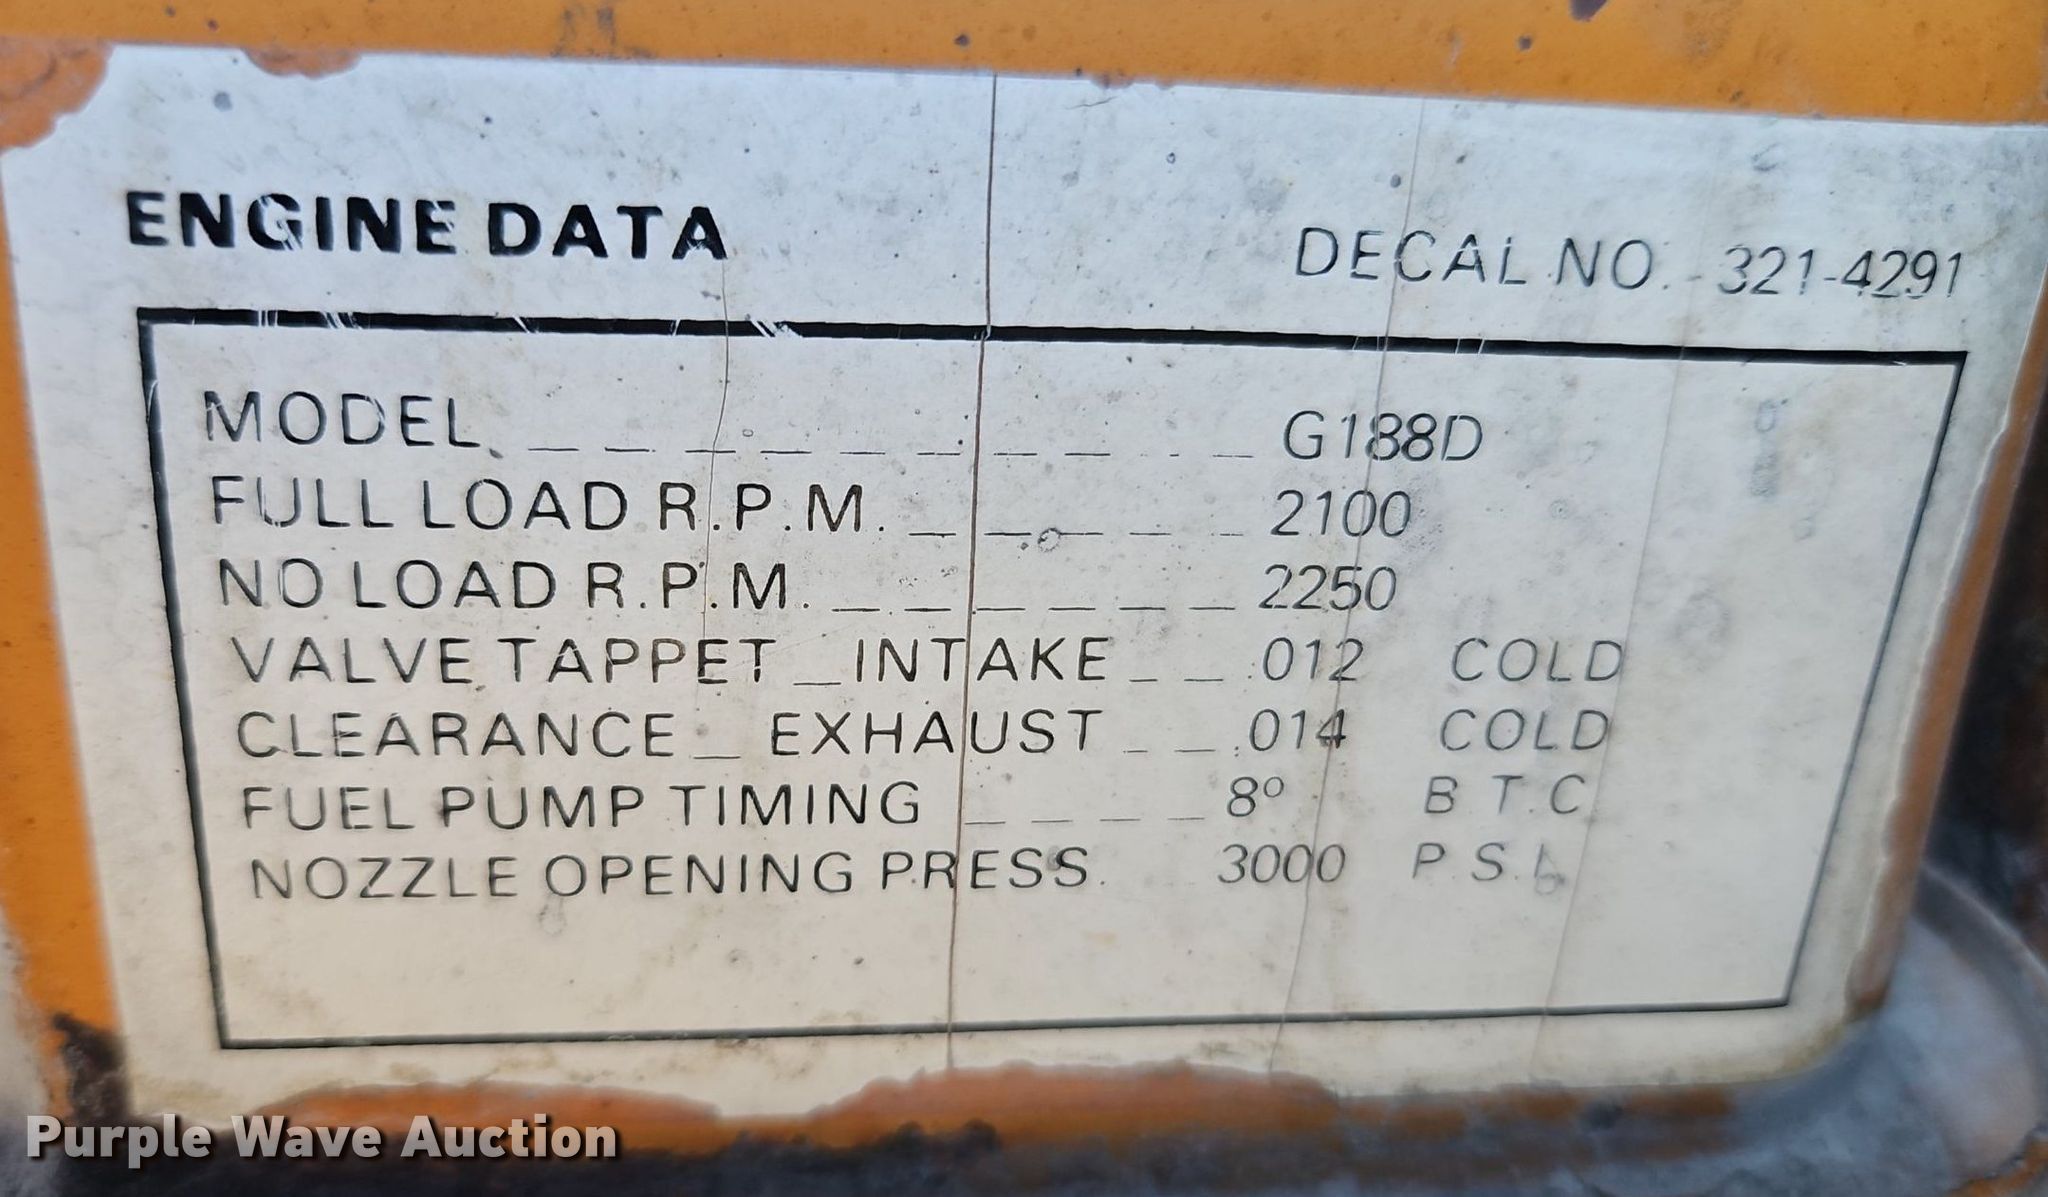 ENGINE DATA
DECAL NO. - 321-4291
MODEL. _ _ _ _ _ _ _ _ _ _ _ _ G188D
FULL LOAD R.P.M. _ _ _ _ _ _ 2100
NO LOAD R.P.M. _ _ _ _ _ _ _ 2250
VALVE TAPPET _ INTAKE _ _ .012 COLD
CLEARANCE _ EXHAUST _ _ .014 COLD
FUEL PUMP TIMING _ _ _ _ _ 8° B.T.C
NOZZLE OPENING PRESS. 3000 P.S.I.
Purple Wave Auction